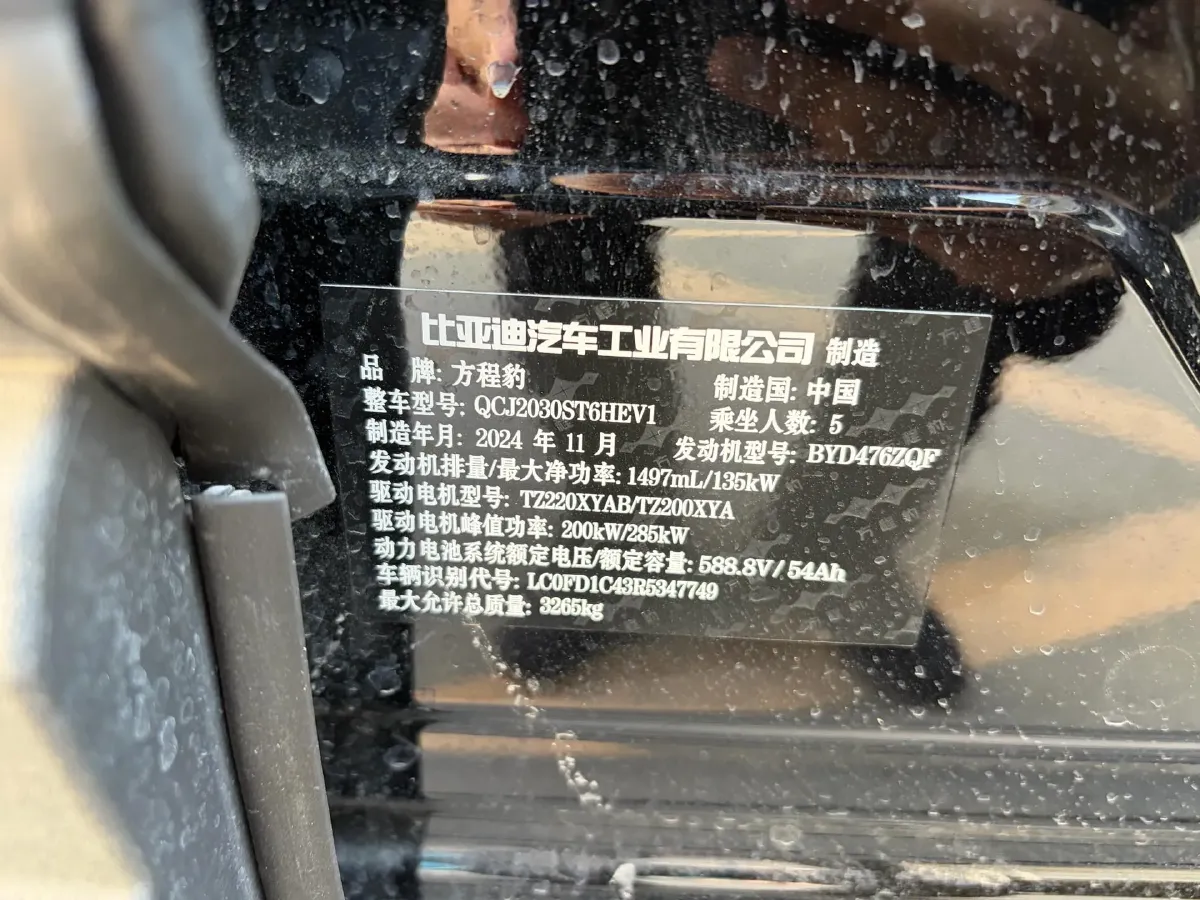 比亚迪汽车工业有限公司 制造
品 牌: 方程豹 制造国: 中国
整车型号: QCJ2030ST6HEV1 乘坐人数: 5
制造年月: 2024 年 11 月 发动机型号: BYD476ZQF
发动机排量/最大净功率: 1497mL/135kW
驱动电机型号: TZ220XYAB/TZ200XYA
驱动电机峰值功率: 200kW/285kW
动力电池系统额定电压/额定容量: 588.8V/ 54Ah
车辆识别代号: LC0FD1C43R5347749
最大允许总质量: 3265kg